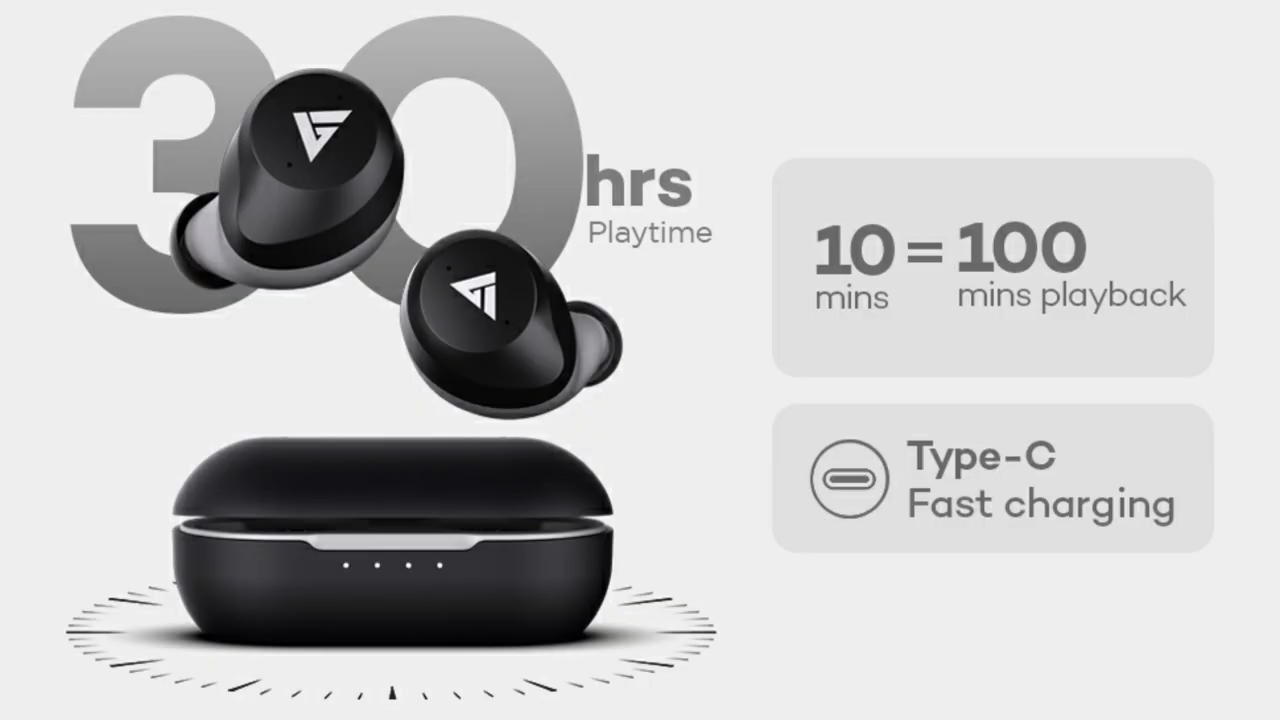 30
hrs
Playtime
10 = 100
mins mins playback
Type-C
Fast charging